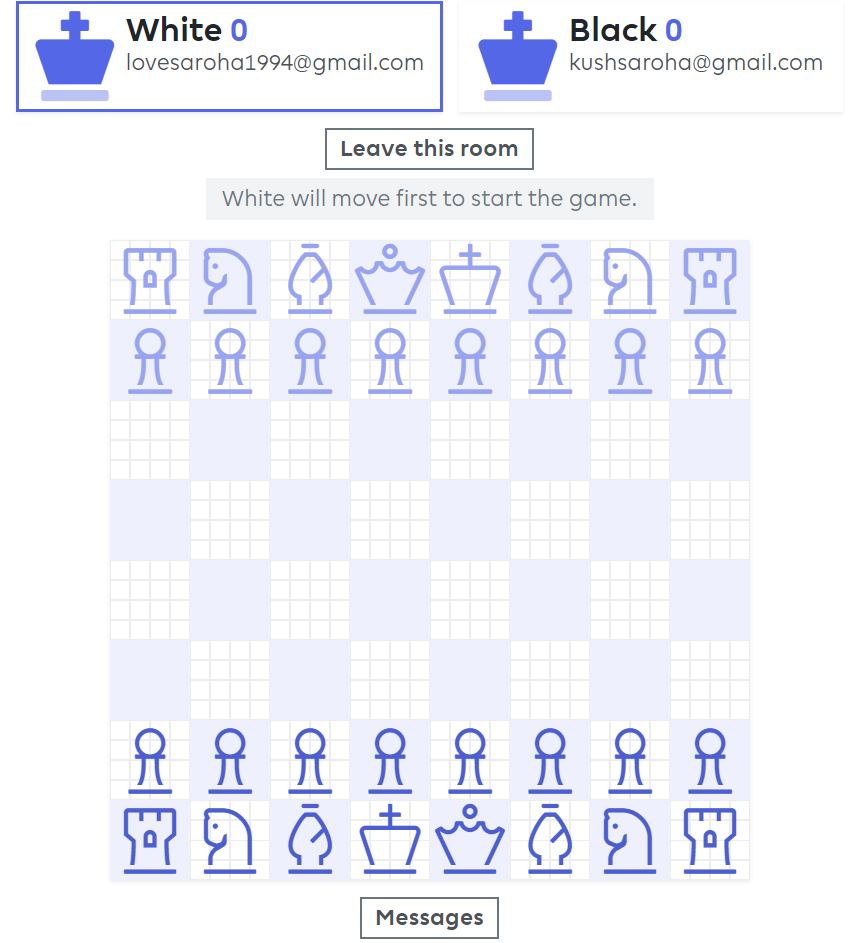 White 0
lovesaroha1994@gmail.com
Black 0
kushsaroha@gmail.com
Leave this room
White will move first to start the game.
Messages